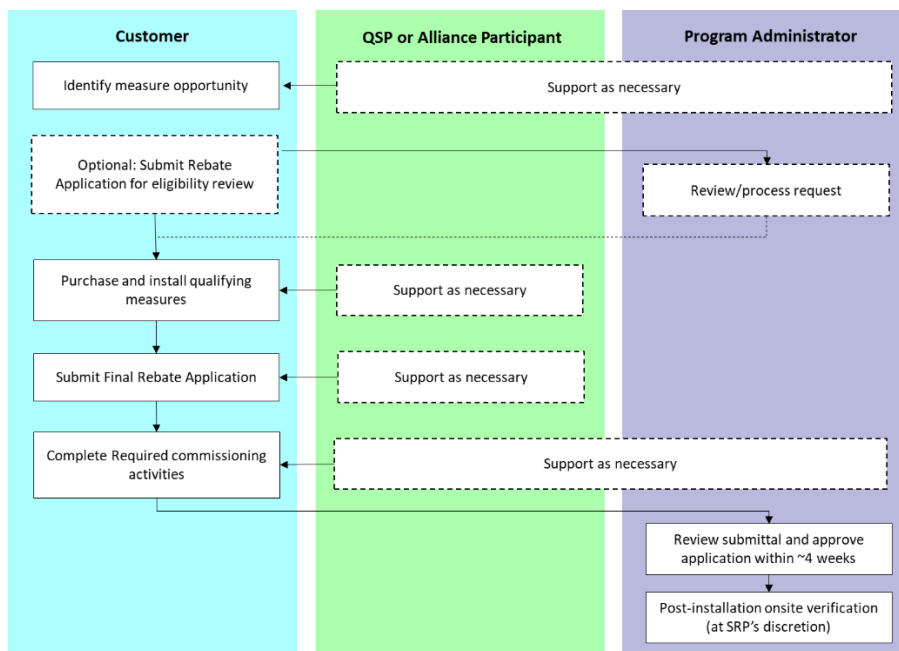 Customer
QSP or Alliance Participant
Program Administrator
Identify measure opportunity
Support as necessary
Optional: Submit Rebate
Application for eligibility review
Review/process request
Purchase and install qualifying
measures
Support as necessary
Submit Final Rebate Application
Support as necessary
Complete Required commissioning
activities
Support as necessary
Review submittal and approve
application within ~4 weeks
Post-installation onsite verification
(at SRP's discretion)